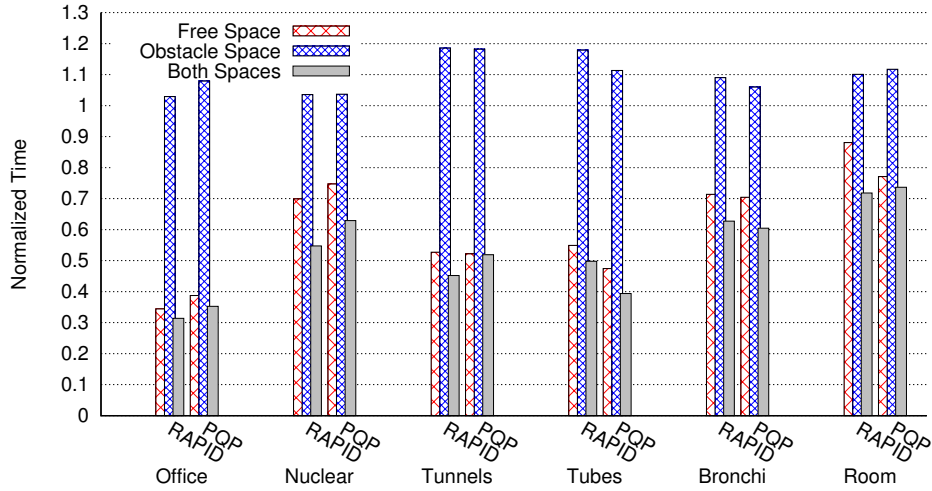 Normalized Time
1.3
1.2
1.1
1
0.9
0.8
0.7
0.6
0.5
0.4
0.3
0.2
0.1
0
Free Space
Obstacle Space
Both Spaces
RAPID PQP RAPID PQP RAPID PQP RAPID PQP RAPID PQP RAPID PQP
Office Nuclear Tunnels Tubes Bronchi Room